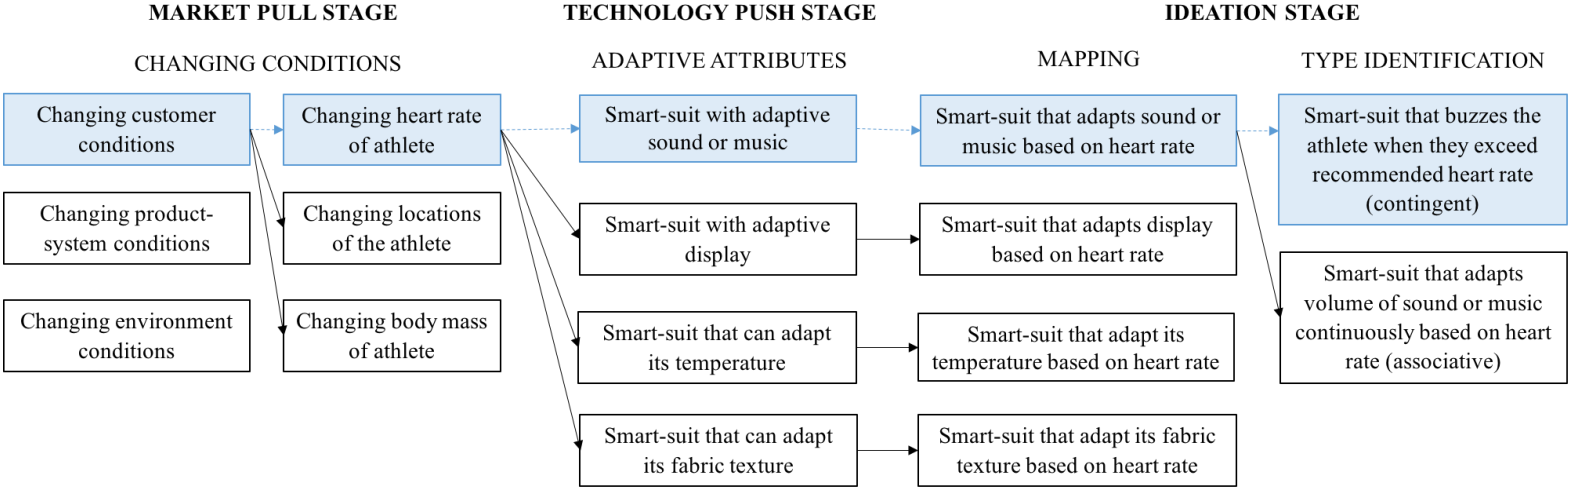 MARKET PULL STAGE
TECHNOLOGY PUSH STAGE
IDEATION STAGE
CHANGING CONDITIONS
ADAPTIVE ATTRIBUTES
MAPPING
TYPE IDENTIFICATION
Changing customer
conditions
Changing product-
system conditions
Changing environment
conditions
Changing heart rate
of athlete
Changing locations
of the athlete
Changing body mass
of athlete
Smart-suit with adaptive
sound or music
Smart-suit with adaptive
display
Smart-suit that can adapt
its temperature
Smart-suit that can adapt
its fabric texture
Smart-suit that adapts sound or
music based on heart rate
Smart-suit that adapts display
based on heart rate
Smart-suit that adapt its
temperature based on heart rate
Smart-suit that adapt its fabric
texture based on heart rate
Smart-suit that buzzes the
athlete when they exceed
recommended heart rate
(contingent)
Smart-suit that adapts
volume of sound or music
continuously based on heart
rate (associative)